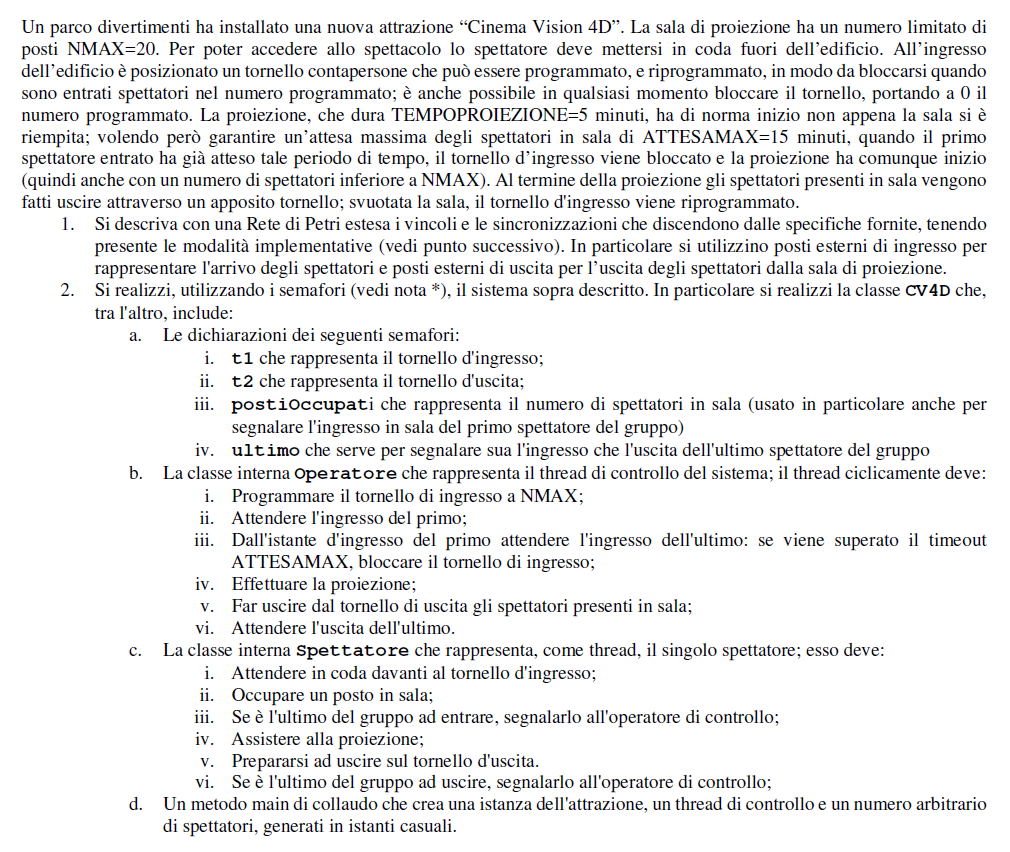 Un parco divertimenti ha installato una nuova attrazione “Cinema Vision 4D”. La sala di proiezione ha un numero limitato di
posti NMAX=20. Per poter accedere allo spettacolo lo spettatore deve mettersi in coda fuori dell’edificio. All’ingresso
dell’edificio è posizionato un tornello contapersone che può essere programmato, e riprogrammato, in modo da bloccarsi quando
sono entrati spettatori nel numero programmato; è anche possibile in qualsiasi momento bloccare il tornello, portando a 0 il
numero programmato. La proiezione, che dura TEMPOPROIEZIONE=5 minuti, ha di norma inizio non appena la sala si è
riempita; volendo però garantire un’attesa massima degli spettatori in sala di ATTESAMAX=15 minuti, quando il primo
spettatore entrato ha già atteso tale periodo di tempo, il tornello d’ingresso viene bloccato e la proiezione ha comunque inizio
(quindi anche con un numero di spettatori inferiore a NMAX). Al termine della proiezione gli spettatori presenti in sala vengono
fatti uscire attraverso un apposito tornello; svuotata la sala, il tornello d'ingresso viene riprogrammato.
1. Si descriva con una Rete di Petri estesa i vincoli e le sincronizzazioni che discendono dalle specifiche fornite, tenendo
presente le modalità implementative (vedi punto successivo). In particolare si utilizzino posti esterni di ingresso per
rappresentare l'arrivo degli spettatori e posti esterni di uscita per l’uscita degli spettatori dalla sala di proiezione.
2. Si realizzi, utilizzando i semafori (vedi nota *), il sistema sopra descritto. In particolare si realizzi la classe CV4D che,
tra l'altro, include:
a. Le dichiarazioni dei seguenti semafori:
i. t1 che rappresenta il tornello d'ingresso;
ii. t2 che rappresenta il tornello d'uscita;
iii. postiOccupati che rappresenta il numero di spettatori in sala (usato in particolare anche per
segnalare l'ingresso in sala del primo spettatore del gruppo)
iv. ultimo che serve per segnalare sua l'ingresso che l'uscita dell'ultimo spettatore del gruppo
b. La classe interna Operatore che rappresenta il thread di controllo del sistema; il thread ciclicamente deve:
i. Programmare il tornello di ingresso a NMAX;
ii. Attendere l'ingresso del primo;
iii. Dall'istante d'ingresso del primo attendere l'ingresso dell'ultimo: se viene superato il timeout
ATTESAMAX, bloccare il tornello di ingresso;
iv. Effettuare la proiezione;
v. Far uscire dal tornello di uscita gli spettatori presenti in sala;
vi. Attendere l'uscita dell'ultimo.
c. La classe interna Spettatore che rappresenta, come thread, il singolo spettatore; esso deve:
i. Attendere in coda davanti al tornello d'ingresso;
ii. Occupare un posto in sala;
iii. Se è l'ultimo del gruppo ad entrare, segnalarlo all'operatore di controllo;
iv. Assistere alla proiezione;
v. Prepararsi ad uscire sul tornello d'uscita.
vi. Se è l'ultimo del gruppo ad uscire, segnalarlo all'operatore di controllo;
d. Un metodo main di collaudo che crea una istanza dell'attrazione, un thread di controllo e un numero arbitrario
di spettatori, generati in istanti casuali.